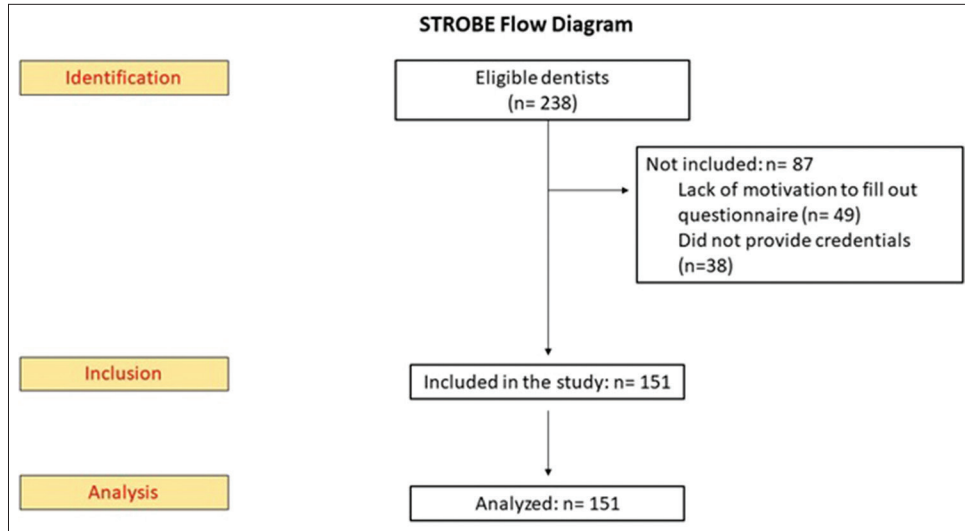 STROBE Flow Diagram
Identification
Eligible dentists
(n= 238)
Not included: n= 87
Lack of motivation to fill out
questionnaire (n= 49)
Did not provide credentials
(n=38)
Inclusion
Included in the study: n= 151
Analysis
Analyzed: n= 151